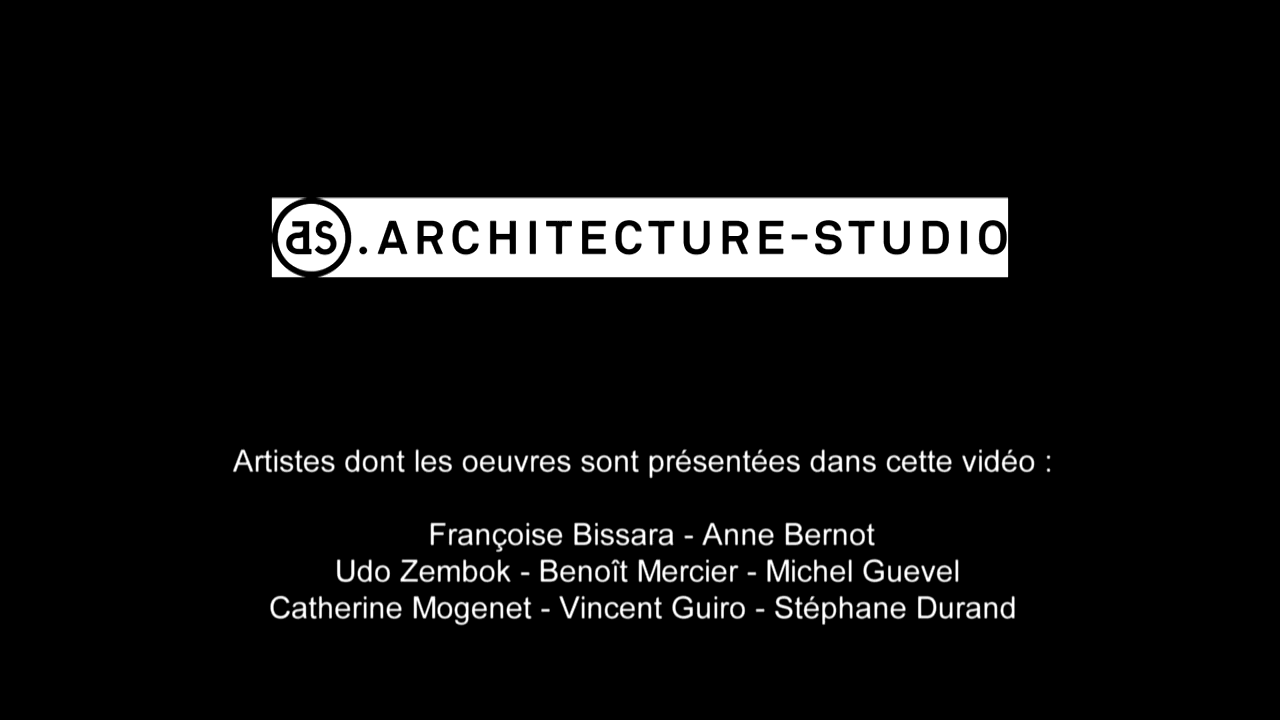 as.ARCHITECTURE-STUDIO
Artistes dont les oeuvres sont présentées dans cette vidéo :
Françoise Bissara - Anne Bernot
Udo Zembok - Benoît Mercier - Michel Guevel
Catherine Mogenet - Vincent Guiro - Stéphane Durand